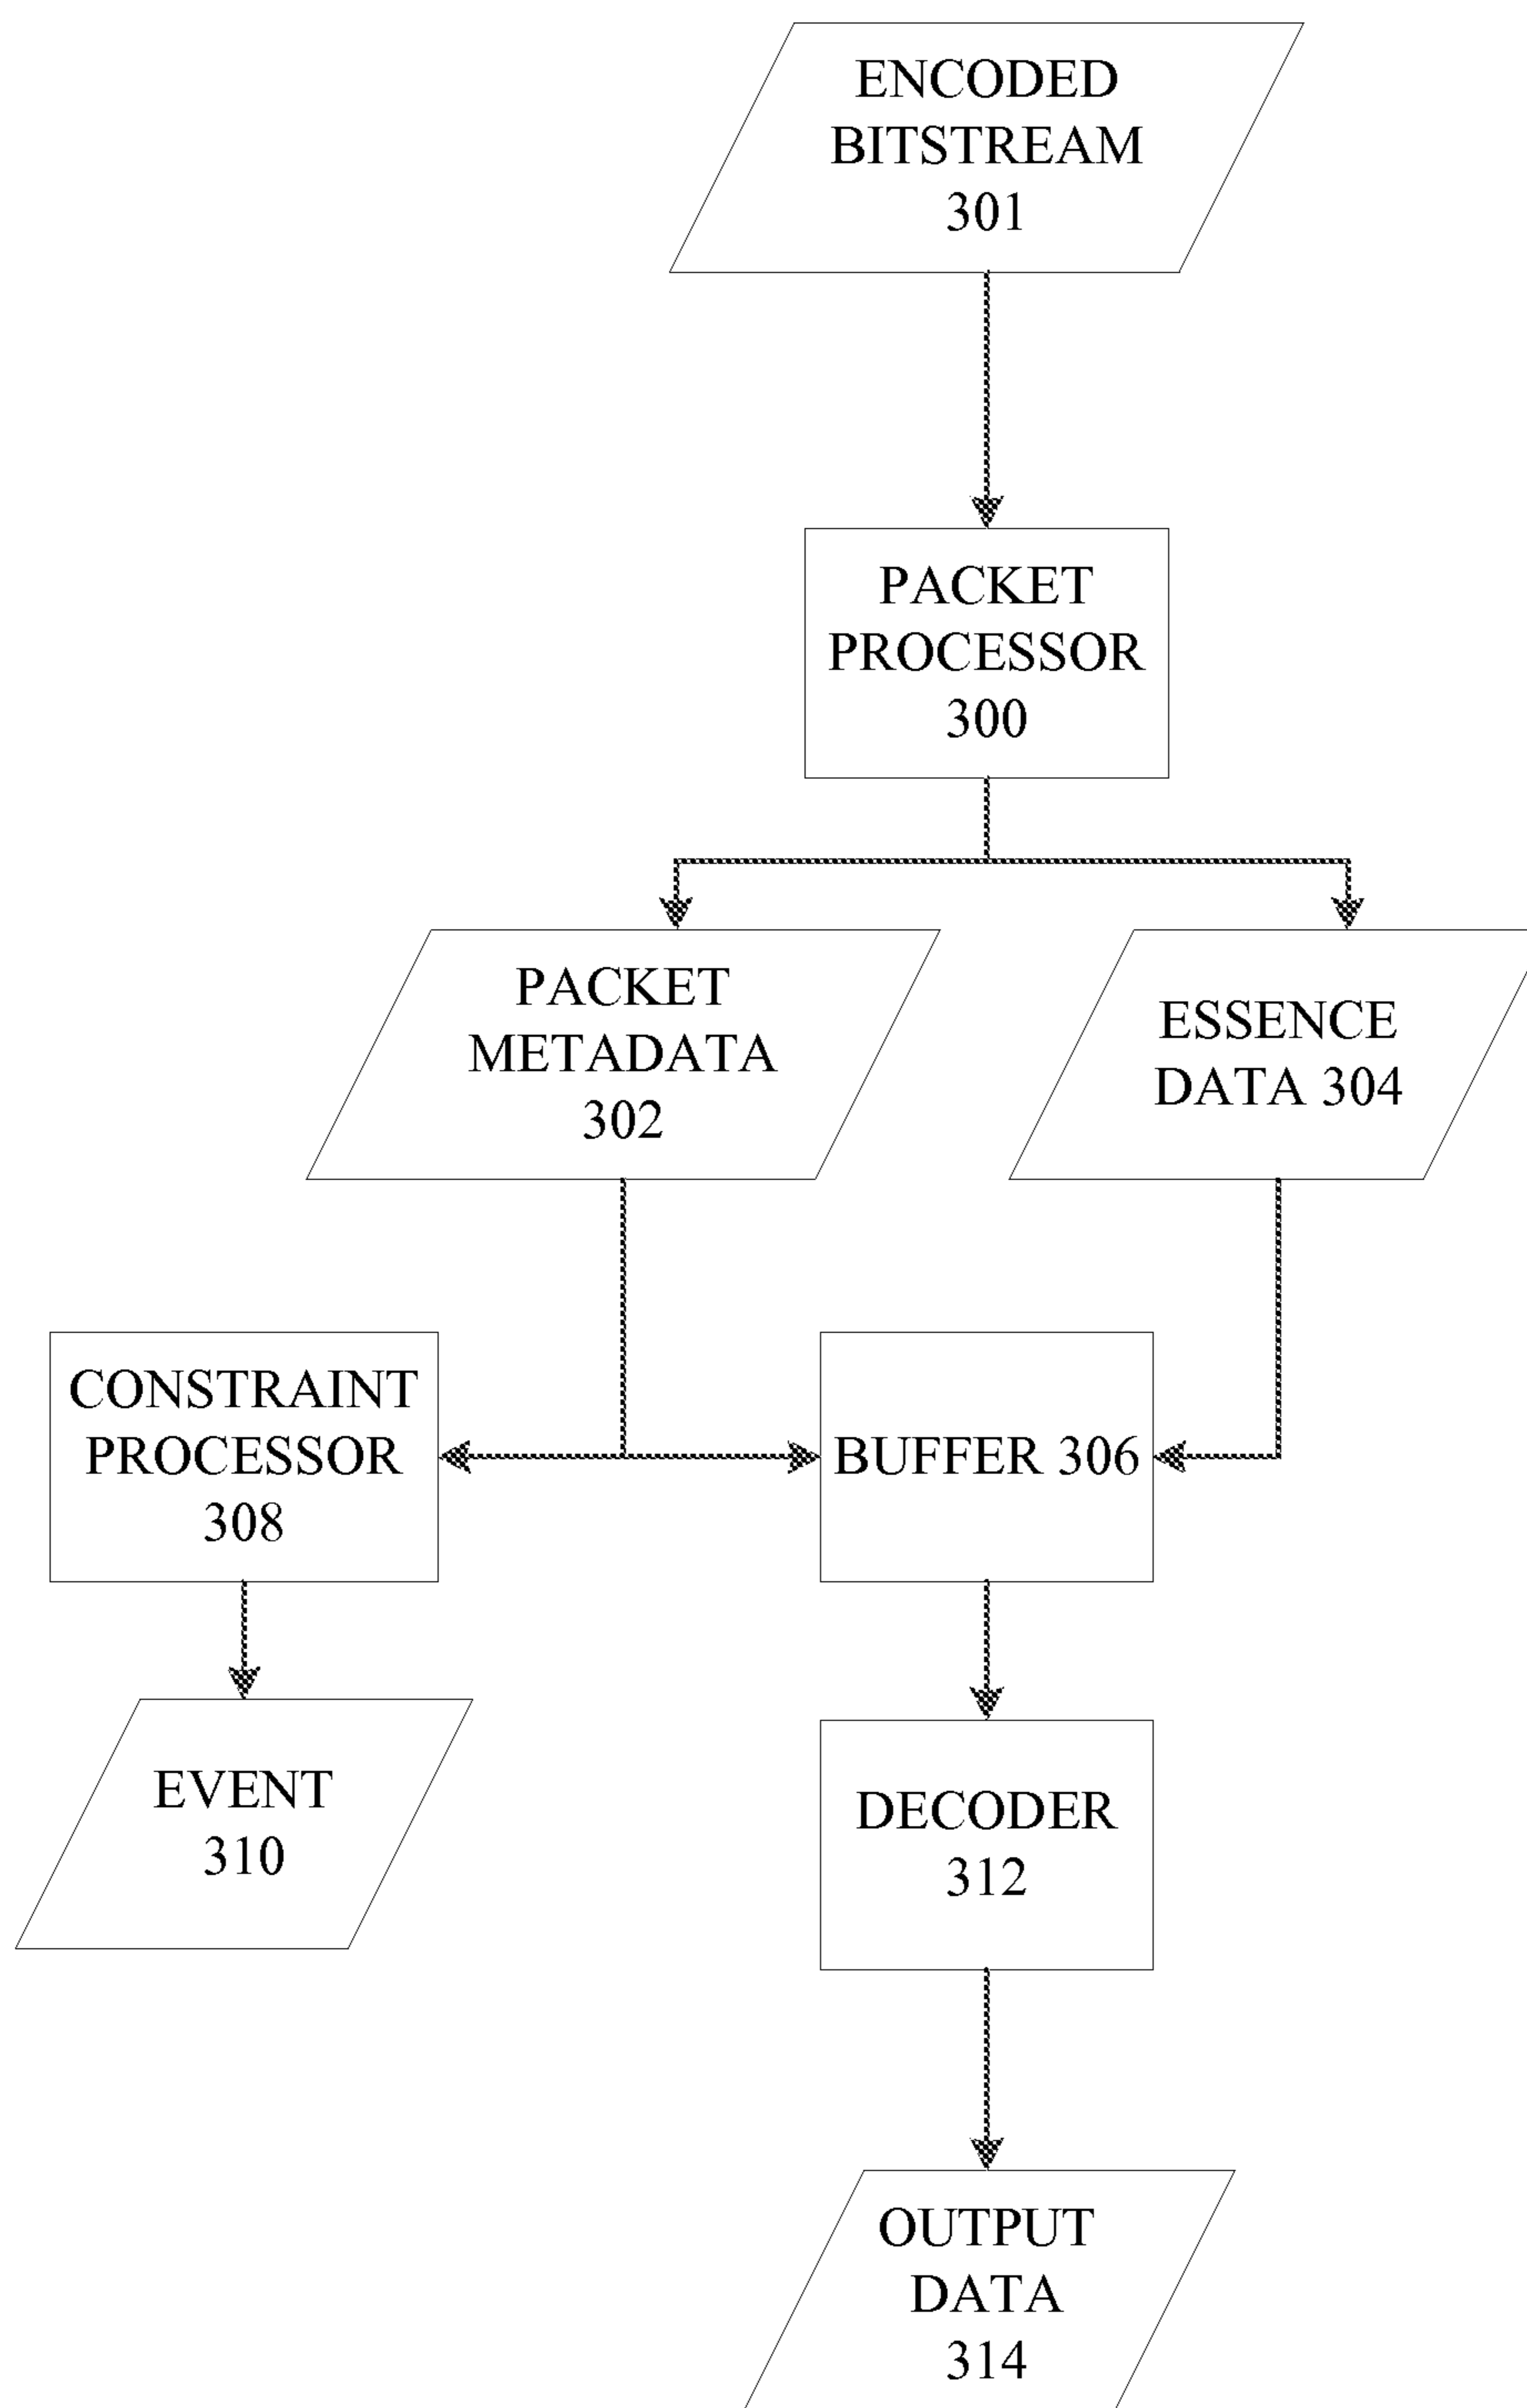 ENCODED
BITSTREAM
301
PACKET
PROCESSOR
300
PACKET
METADATA
302
ESSENCE
DATA 304
CONSTRAINT
PROCESSOR
308
BUFFER 306
EVENT
310
DECODER
312
OUTPUT
DATA
314